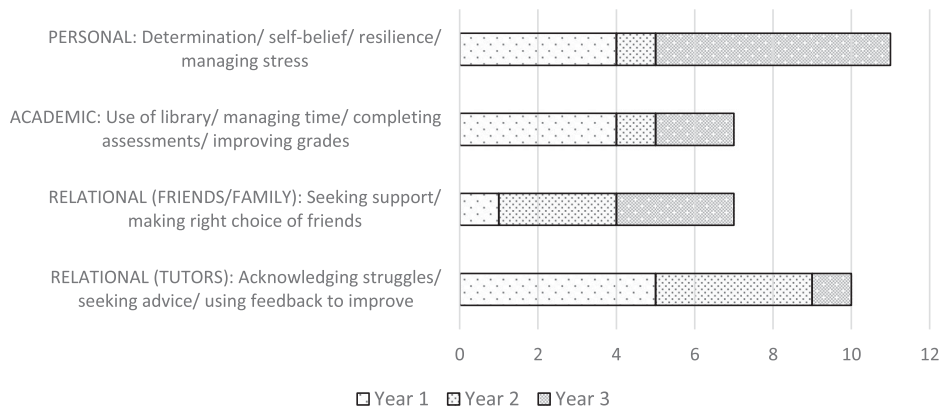 PERSONAL: Determination/ self-belief/ resilience/
managing stress
ACADEMIC: Use of library/ managing time/ completing
assessments/ improving grades
RELATIONAL (FRIENDS/FAMILY): Seeking support/
making right choice of friends
RELATIONAL (TUTORS): Acknowledging struggles/
seeking advice/ using feedback to improve
0 2 4 6 8 10 12
Year 1 Year 2 Year 3